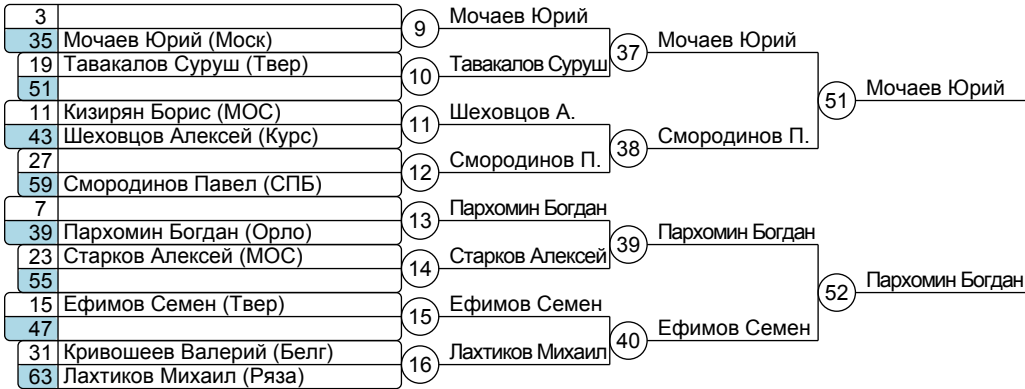 3
35 Мочаев Юрий (Моск)
9
Мочаев Юрий
19 Тавакалов Суруш (Твер)
51
10
Тавакалов Суруш
37
Мочаев Юрий
11 Кизирян Борис (МОС)
43 Шеховцов Алексей (Курс)
11
Шеховцов А.
27
59 Смородинов Павел (СПБ)
12
Смородинов П.
38
Смородинов П.
51
Мочаев Юрий
7
39 Пархомин Богдан (Орло)
13
Пархомин Богдан
23 Старков Алексей (МОС)
55
14
Старков Алексей
39
Пархомин Богдан
15 Ефимов Семен (Твер)
47
15
Ефимов Семен
31 Кривошеев Валерий (Белг)
63 Лахтиков Михаил (Ряза)
16
Лахтиков Михаил
40
Ефимов Семен
52
Пархомин Богдан